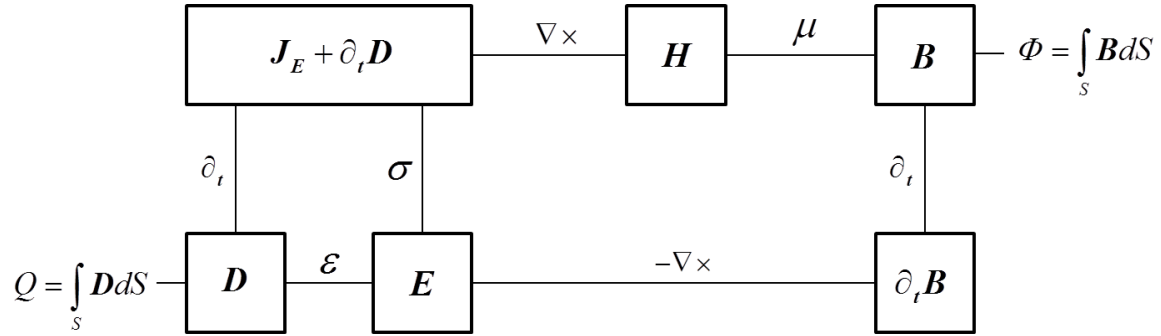 J_E + ∂_t D
∇ ×
H
μ
B
Φ = ∫_S B dS
∂_t
σ
∂_t
Q = ∫_S D dS
D
ε
E
−∇ ×
∂_t B